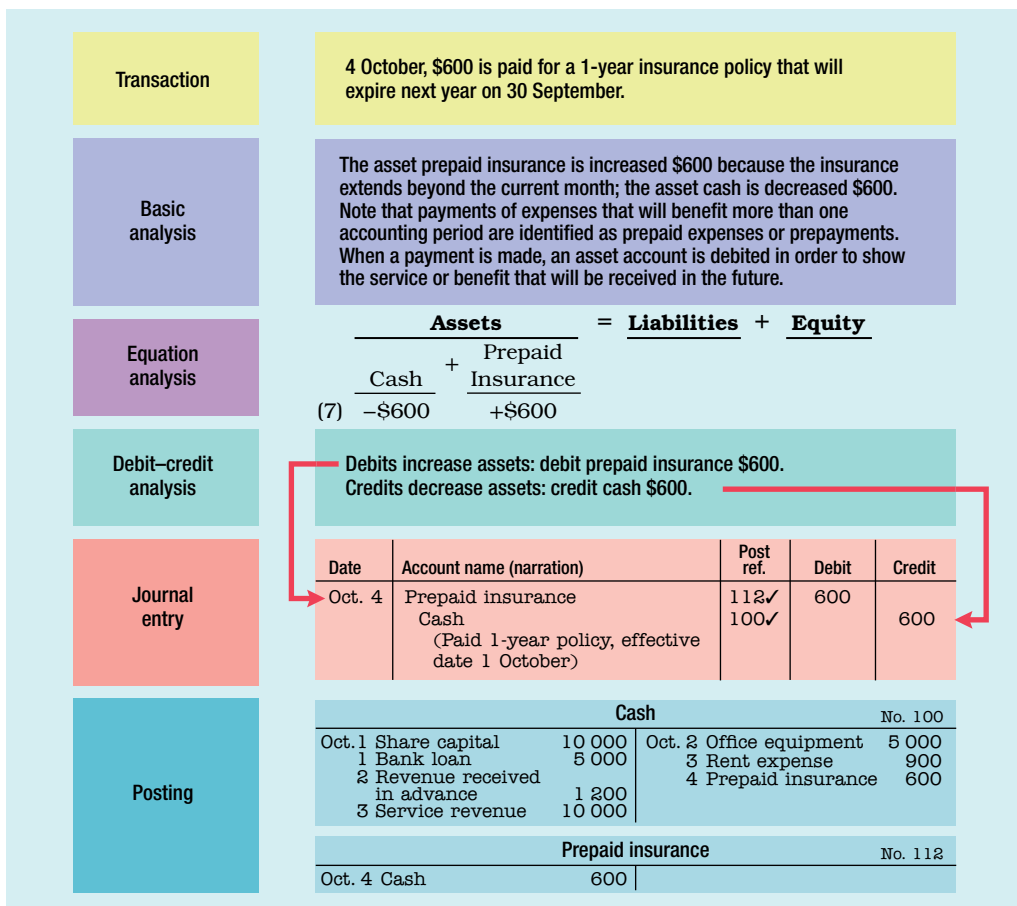 Transaction
4 October, $600 is paid for a 1-year insurance policy that will
expire next year on 30 September.
Basic
analysis
The asset prepaid insurance is increased $600 because the insurance
extends beyond the current month; the asset cash is decreased $600.
Note that payments of expenses that will benefit more than one
accounting period are identified as prepaid expenses or prepayments.
When a payment is made, an asset account is debited in order to show
the service or benefit that will be received in the future.
Equation
analysis
Assets = Liabilities + Equity
Prepaid
Cash + Insurance
(7) –$600 +$600
Debit–credit
analysis
Debits increase assets: debit prepaid insurance $600.
Credits decrease assets: credit cash $600.
Journal
entry
Date Account name (narration) Post ref. Debit Credit
Oct. 4 Prepaid insurance 112✓ 600
Cash 100✓ 600
(Paid 1-year policy, effective
date 1 October)
Posting
Cash No. 100
Oct. 1 Share capital 10 000 Oct. 2 Office equipment 5 000
1 Bank loan 5 000 3 Rent expense 900
2 Revenue received 4 Prepaid insurance 600
in advance 1 200
3 Service revenue 10 000
Prepaid insurance No. 112
Oct. 4 Cash 600